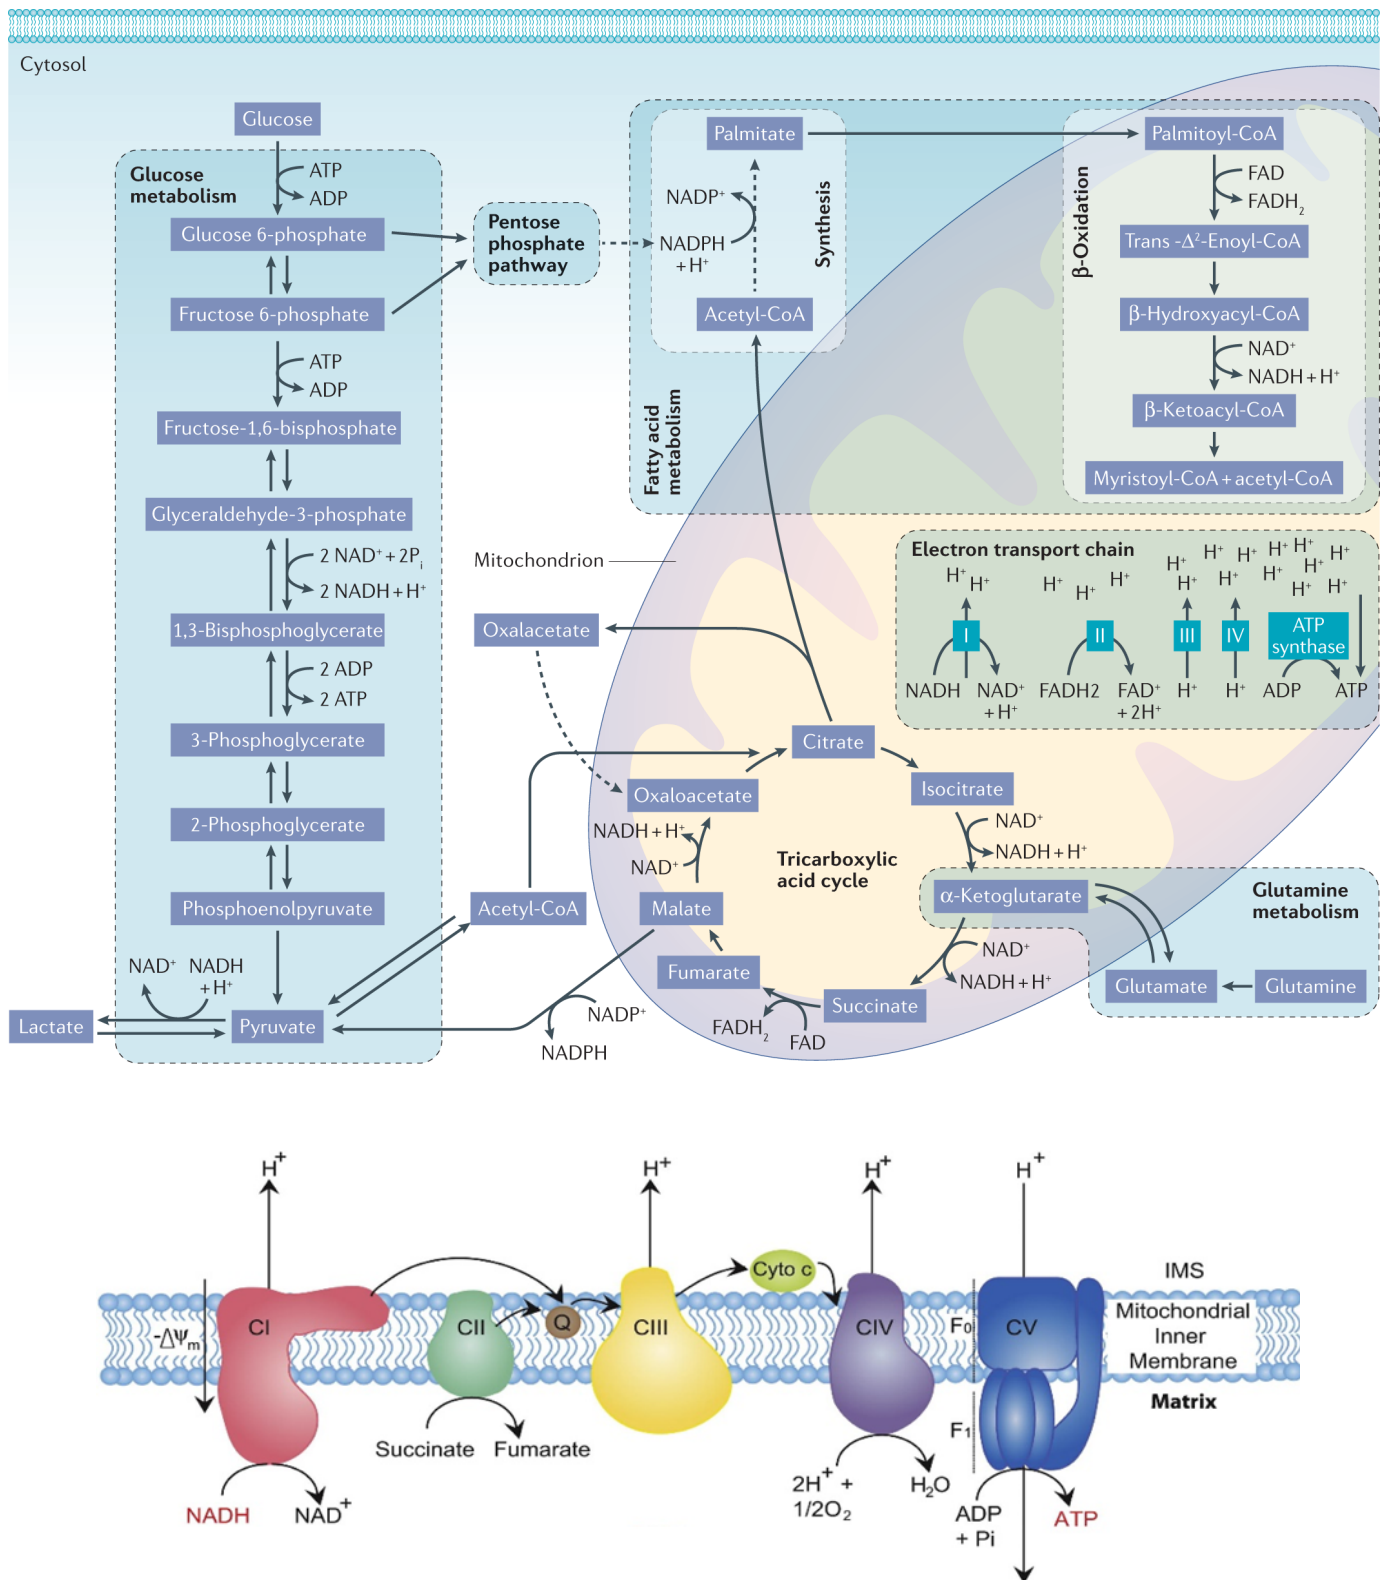 Cytosol
Glucose
Glucose
metabolism
ATP
ADP
Glucose 6-phosphate
Fructose 6-phosphate
ATP
ADP
Fructose-1,6-bisphosphate
Glyceraldehyde-3-phosphate
2 NAD⁺ + 2Pᵢ
2 NADH + H⁺
1,3-Bisphosphoglycerate
2 ADP
2 ATP
3-Phosphoglycerate
2-Phosphoglycerate
Phosphoenolpyruvate
NAD⁺
NADH
+ H⁺
Lactate
Pyruvate
Pentose
phosphate
pathway
Palmitate
NADP⁺
NADPH
+ H⁺
Synthesis
Acetyl-CoA
Fatty acid
metabolism
β-Oxidation
Palmitoyl-CoA
FAD
FADH₂
Trans -Δ²-Enoyl-CoA
β-Hydroxyacyl-CoA
NAD⁺
NADH + H⁺
β-Ketoacyl-CoA
Myristoyl-CoA + acetyl-CoA
Mitochondrion
Electron transport chain
H⁺ H⁺
H⁺ H⁺ H⁺
H⁺ H⁺ H⁺ H⁺ H⁺ H⁺ H⁺ H⁺ H⁺ H⁺ H⁺ H⁺
I
II
III
IV
ATP
synthase
NADH
NAD⁺
+ H⁺
FADH2
FAD⁺
+ 2H⁺
H⁺
H⁺
ADP
ATP
Oxalacetate
Citrate
Isocitrate
NAD⁺
NADH + H⁺
Oxaloacetate
NADH + H⁺
NAD⁺
Tricarboxylic
acid cycle
α-Ketoglutarate
Glutamine
metabolism
Acetyl-CoA
Malate
Fumarate
NAD⁺
NADH + H⁺
Glutamate
Glutamine
Succinate
FADH₂
FAD
NADP⁺
NADPH
H⁺
H⁺
H⁺
H⁺
-ΔΨₘ
CI
CII
Q
CIII
Cyto c
CIV
F₀
CV
F₁
IMS
Mitochondrial
Inner
Membrane
Matrix
Succinate
Fumarate
NADH
NAD⁺
2H⁺ +
1/2O₂
H₂O
ADP
+ Pi
ATP